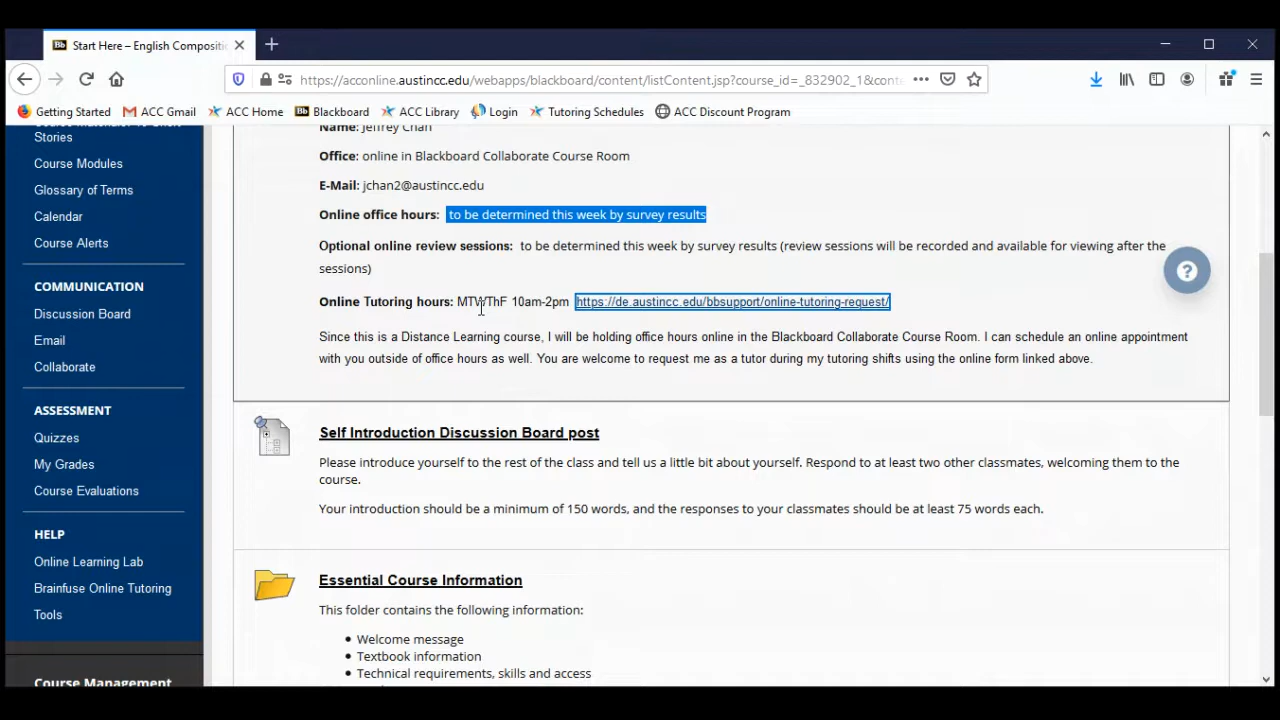 Start Here – English Compositi
https://acconline.austincc.edu/webapps/blackboard/content/listContent.jsp?course_id=_832902_1&cont
Getting Started ACC Gmail ACC Home Blackboard ACC Library Login Tutoring Schedules ACC Discount Program
Stories
Course Modules
Glossary of Terms
Calendar
Course Alerts
COMMUNICATION
Discussion Board
Email
Collaborate
ASSESSMENT
Quizzes
My Grades
Course Evaluations
HELP
Online Learning Lab
Brainfuse Online Tutoring
Tools
Course Management
Name: Jeffrey Chan
Office: online in Blackboard Collaborate Course Room
E-Mail: jchan2@austincc.edu
Online office hours: to be determined this week by survey results
Optional online review sessions: to be determined this week by survey results (review sessions will be recorded and available for viewing after the
sessions)
Online Tutoring hours: MTWThF 10am-2pm https://de.austincc.edu/bbsupport/online-tutoring-request/
Since this is a Distance Learning course, I will be holding office hours online in the Blackboard Collaborate Course Room. I can schedule an online appointment
with you outside of office hours as well. You are welcome to request me as a tutor during my tutoring shifts using the online form linked above.
Self Introduction Discussion Board post
Please introduce yourself to the rest of the class and tell us a little bit about yourself. Respond to at least two other classmates, welcoming them to the
course.
Your introduction should be a minimum of 150 words, and the responses to your classmates should be at least 75 words each.
Essential Course Information
This folder contains the following information:
Welcome message
Textbook information
Technical requirements, skills and access